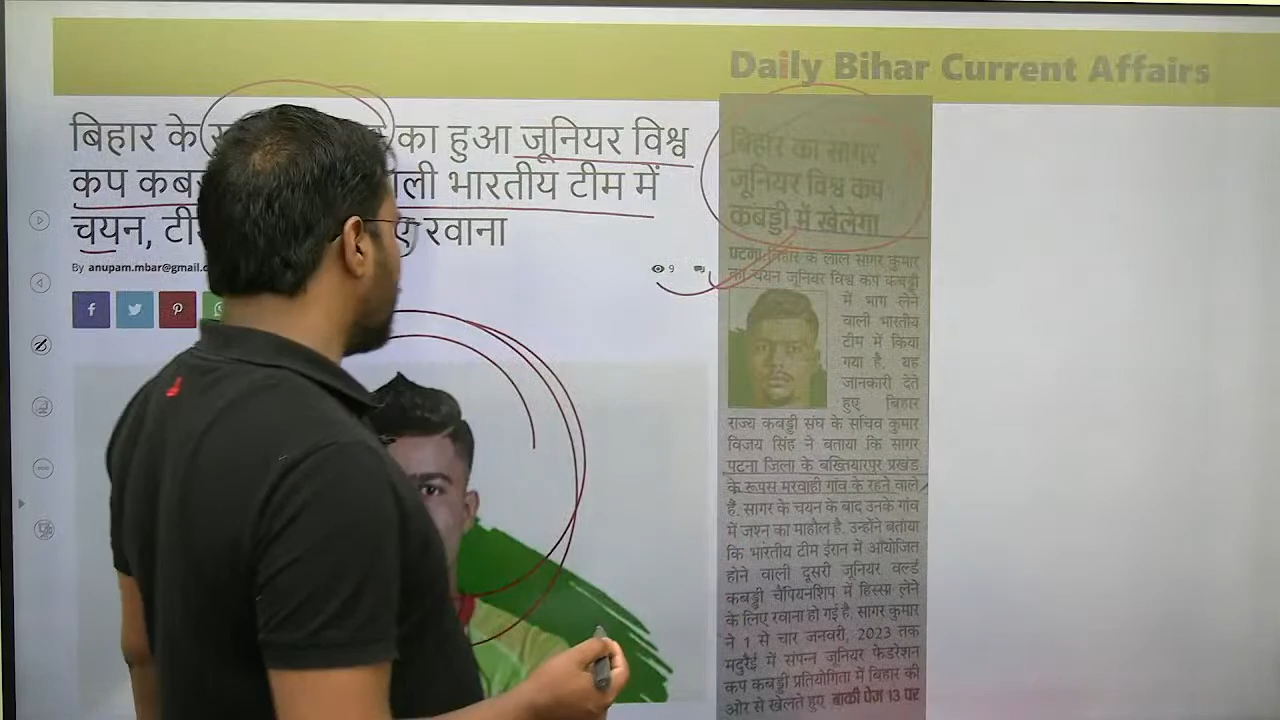 Daily Bihar Current Affairs
बिहार के का हुआ जूनियर विश्व
कप कब ली भारतीय टीम में
चयन, टी ए रवाना
By anupam.mbar@gmail.c
9
बिहार का सागर
जूनियर विश्व कप
कबड्डी में खेलेगा
पटना. बिहार के लाल सागर कुमार
का चयन जूनियर विश्व कप कबड्डी
में भाग लेने
वाली भारतीय
टीम में किया
गया है. यह
जानकारी देते
हुए बिहार
राज्य कबड्डी संघ के सचिव कुमार
विजय सिंह ने बताया कि सागर
पटना जिला के बख्तियारपुर प्रखंड
के रूपस मरवाही गांव के रहने वाले
हैं. सागर के चयन के बाद उनके गांव
में जश्न का माहौल है. उन्होंने बताया
कि भारतीय टीम ईरान में आयोजित
होने वाली दूसरी जूनियर वर्ल्ड
कबड्डी चैंपियनशिप में हिस्सा लेने
के लिए रवाना हो गई है. सागर कुमार
ने 1 से चार जनवरी, 2023 तक
मदुरैई में संपन्न जूनियर फेडरेशन
कप कबड्डी प्रतियोगिता में बिहार की
ओर से खेलते हुए बाकी पेज 13 पर